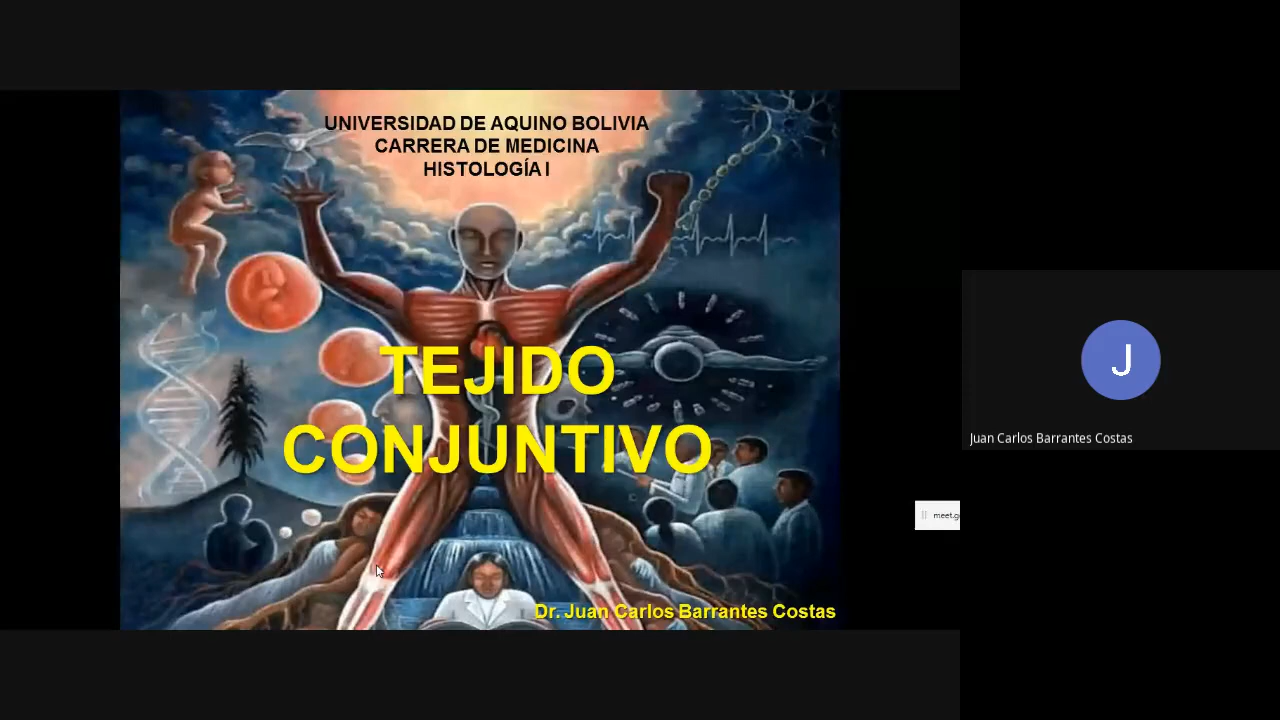 UNIVERSIDAD DE AQUINO BOLIVIA
CARRERA DE MEDICINA
HISTOLOGÍA I
TEJIDO
CONJUNTIVO
Dr. Juan Carlos Barrantes Costas
J
Juan Carlos Barrantes Costas
meet.g